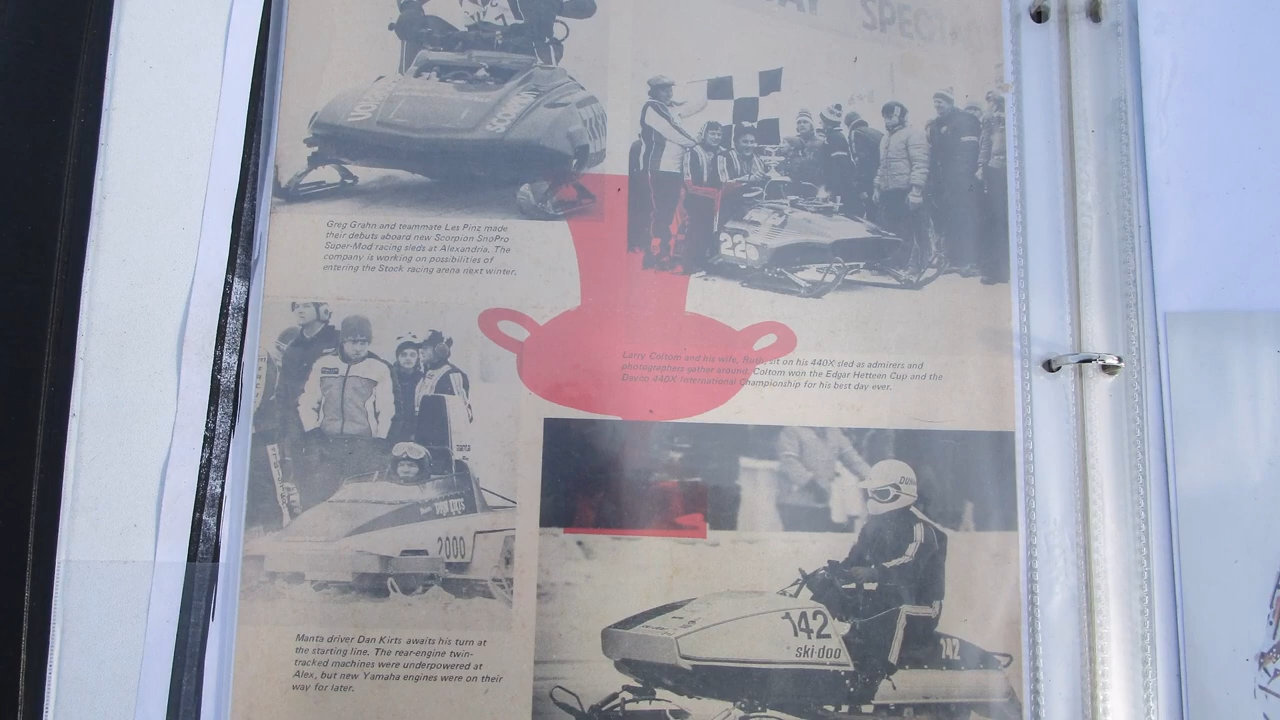 SPECT
SCORPION
Greg Grahn and teammate Les Pinz made
their debuts aboard new Scorpion SnoPro
Super-Mod racing sleds at Alexandria. The
company is working on possibilities of
entering the Stock racing arena next winter.
223
Larry Coltom and his wife, Ruth, sit on his 440X sled as admirers and
photographers gather around. Coltom won the Edgar Hetteen Cup and the
Dayco 440X International Championship for his best day ever.
2000
Manta driver Dan Kirts awaits his turn at
the starting line. The rear-engine twin-
tracked machines were underpowered at
Alex, but new Yamaha engines were on their
way for later.
142
ski-doo
142